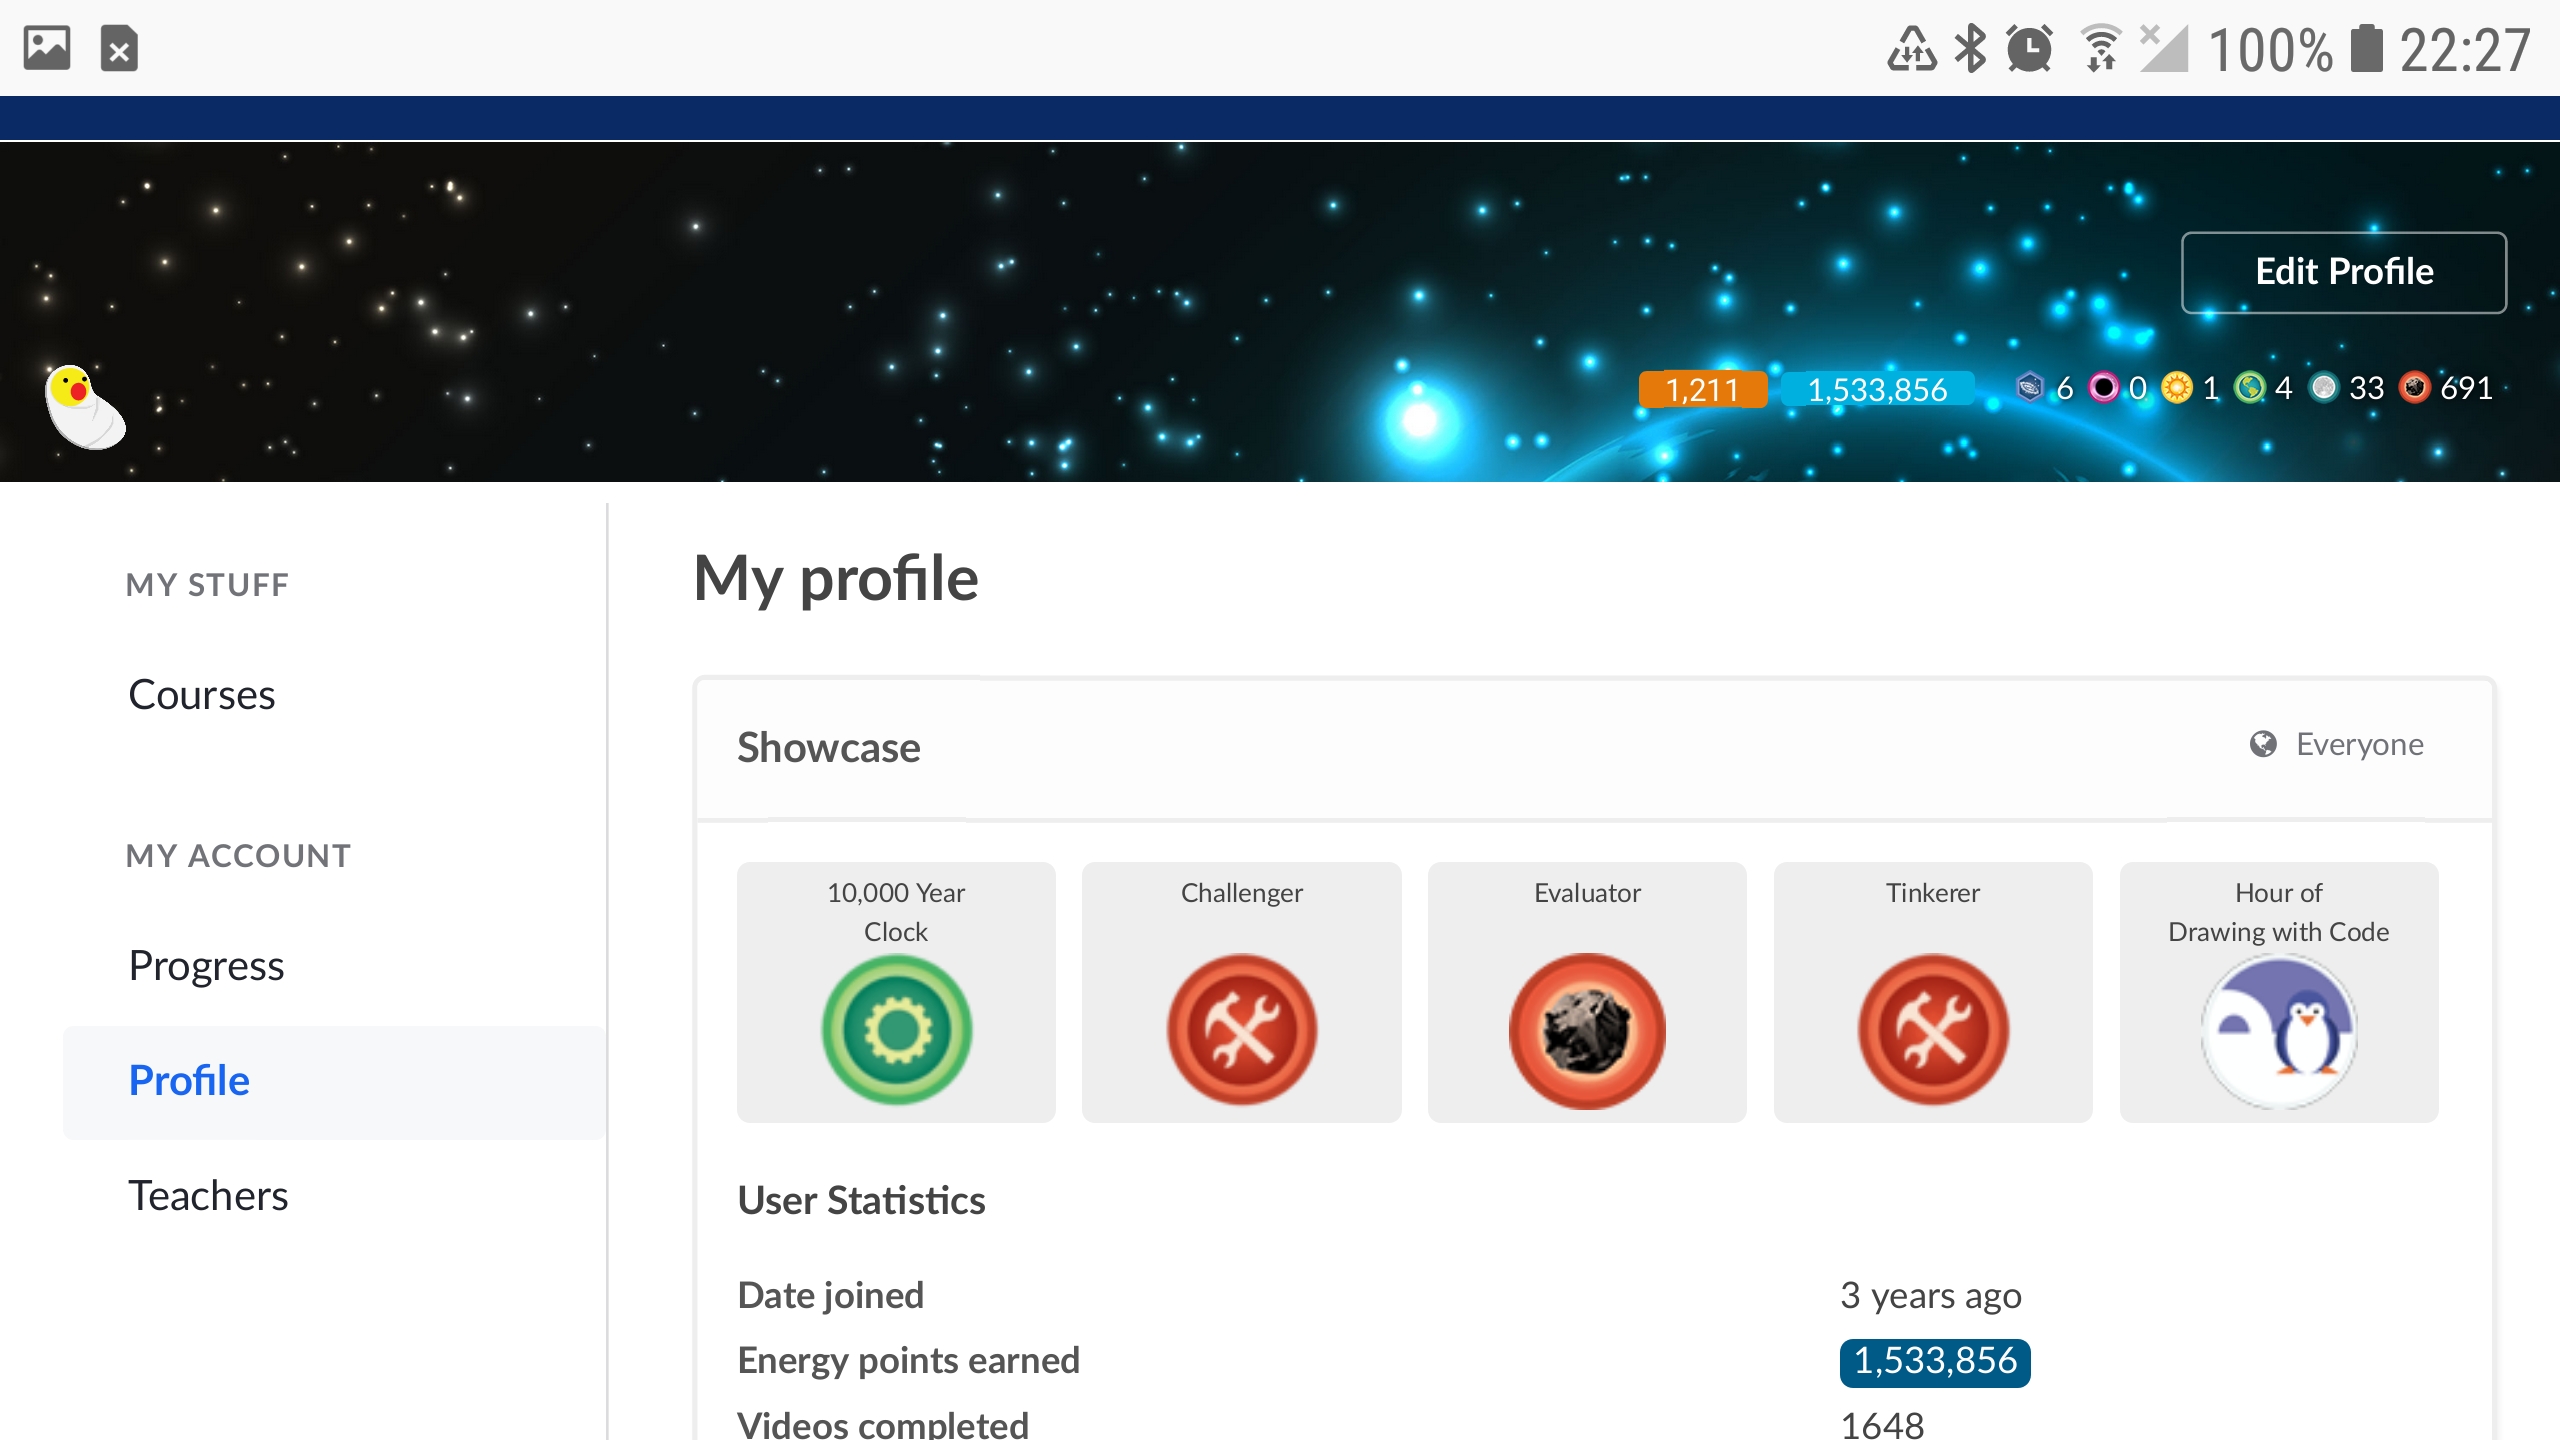 100% 22:27
Edit Profile
1,211 1,533,856 6 0 1 4 33 691
MY STUFF
Courses
MY ACCOUNT
Progress
Profile
Teachers
My profile
Showcase
Everyone
10,000 Year
Clock
Challenger
Evaluator
Tinkerer
Hour of
Drawing with Code
User Statistics
Date joined 3 years ago
Energy points earned 1,533,856
Videos completed 1648